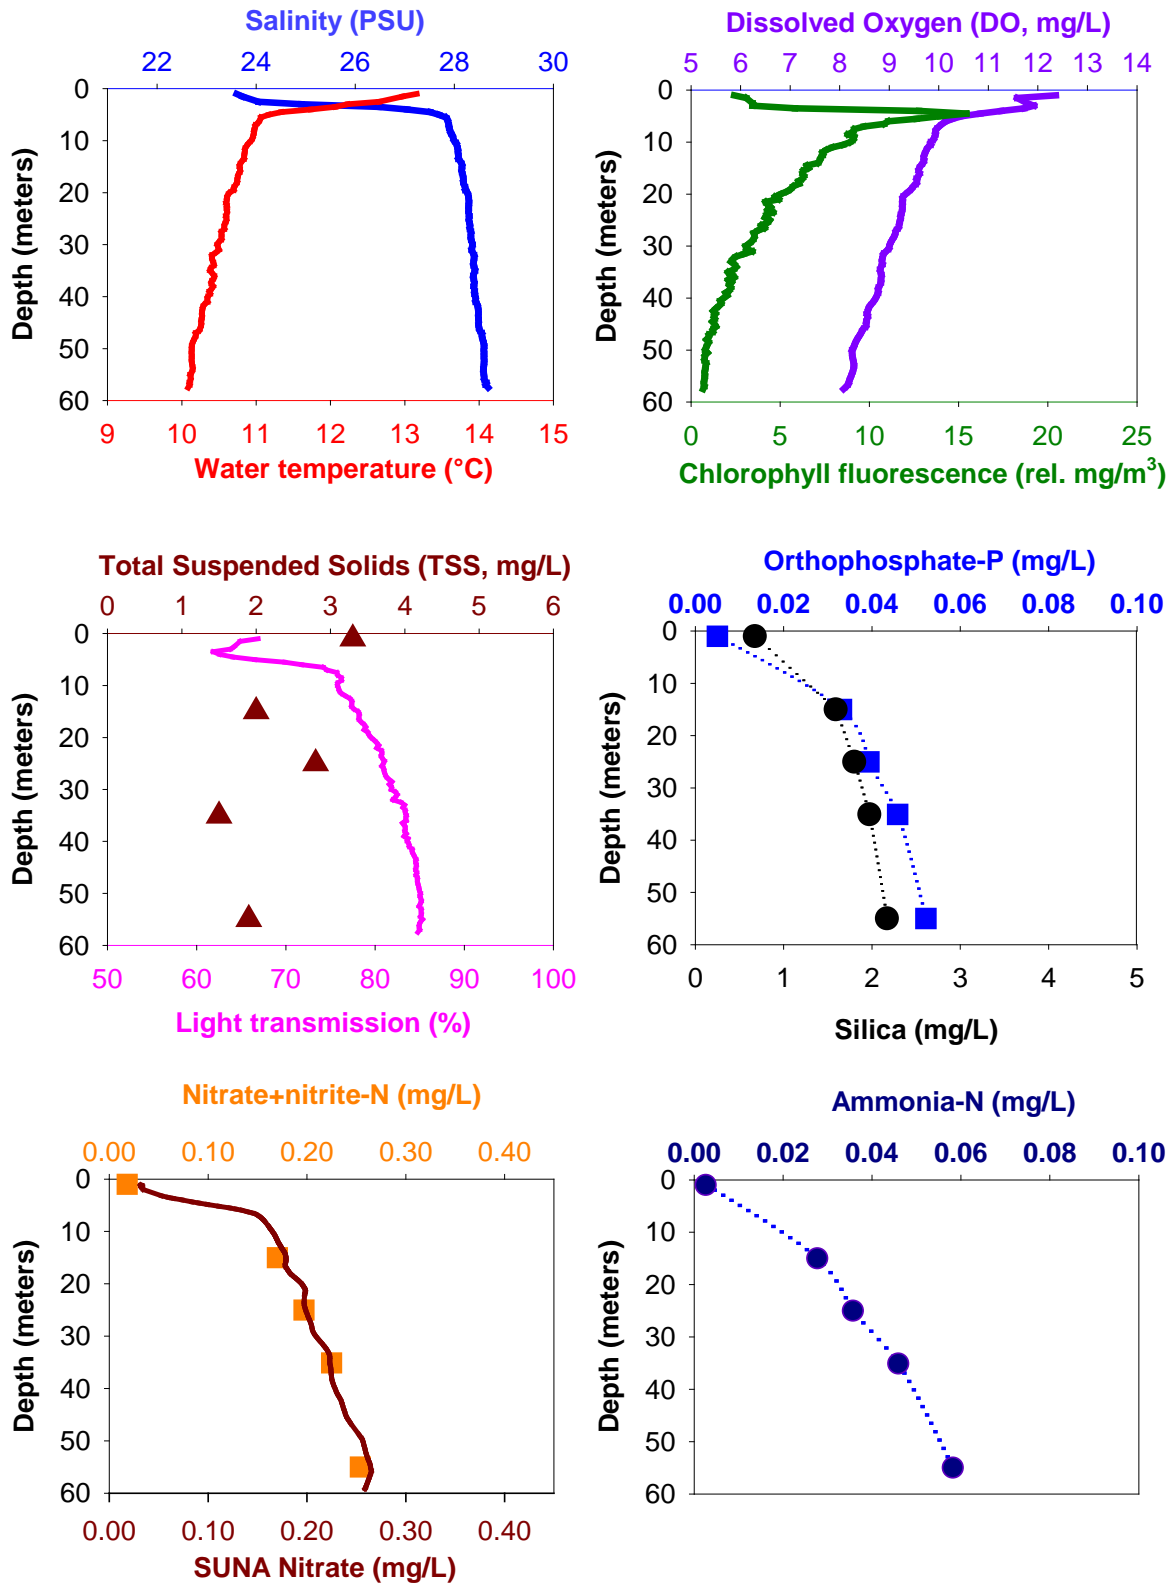 Salinity (PSU)
22 24 26 28 30
0
10
20
30
40
50
60
Depth (meters)
9 10 11 12 13 14 15
Water temperature (°C)
Dissolved Oxygen (DO, mg/L)
5 6 7 8 9 10 11 12 13 14
0
10
20
30
40
50
60
Depth (meters)
0 5 10 15 20 25
Chlorophyll fluorescence (rel. mg/m³)
Total Suspended Solids (TSS, mg/L)
0 1 2 3 4 5 6
0
10
20
30
40
50
60
Depth (meters)
50 60 70 80 90 100
Light transmission (%)
Orthophosphate-P (mg/L)
0.00 0.02 0.04 0.06 0.08 0.10
0
10
20
30
40
50
60
Depth (meters)
0 1 2 3 4 5
Silica (mg/L)
Nitrate+nitrite-N (mg/L)
0.00 0.10 0.20 0.30 0.40
0
10
20
30
40
50
60
Depth (meters)
0.00 0.10 0.20 0.30 0.40
SUNA Nitrate (mg/L)
Ammonia-N (mg/L)
0.00 0.02 0.04 0.06 0.08 0.10
0
10
20
30
40
50
60
Depth (meters)